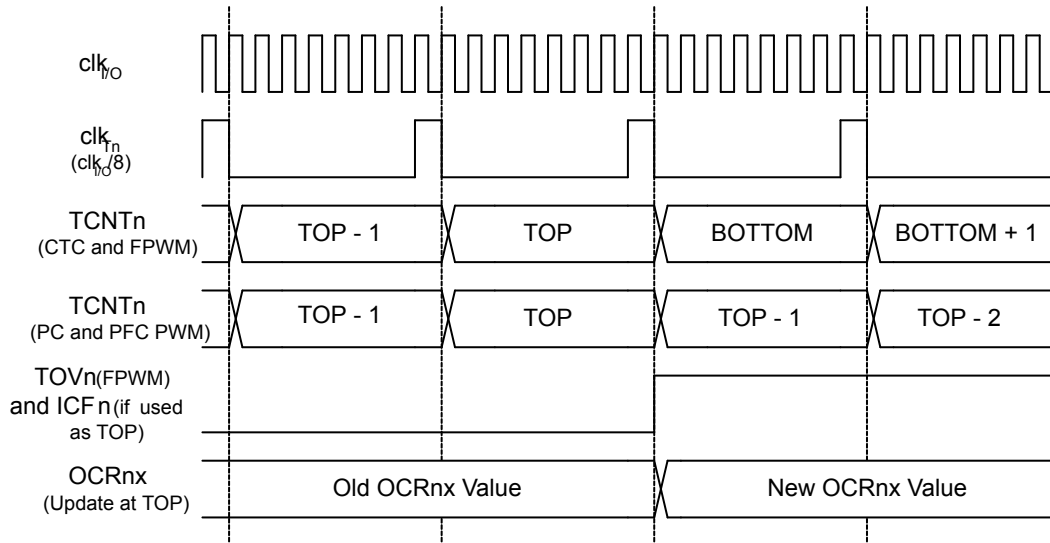 clkI/O
clkTn
(clkI/O/8)
TCNTn
(CTC and FPWM)
TOP - 1
TOP
BOTTOM
BOTTOM + 1
TCNTn
(PC and PFC PWM)
TOP - 1
TOP
TOP - 1
TOP - 2
TOVn(FPWM)
and ICFn(if used
as TOP)
OCRnx
(Update at TOP)
Old OCRnx Value
New OCRnx Value